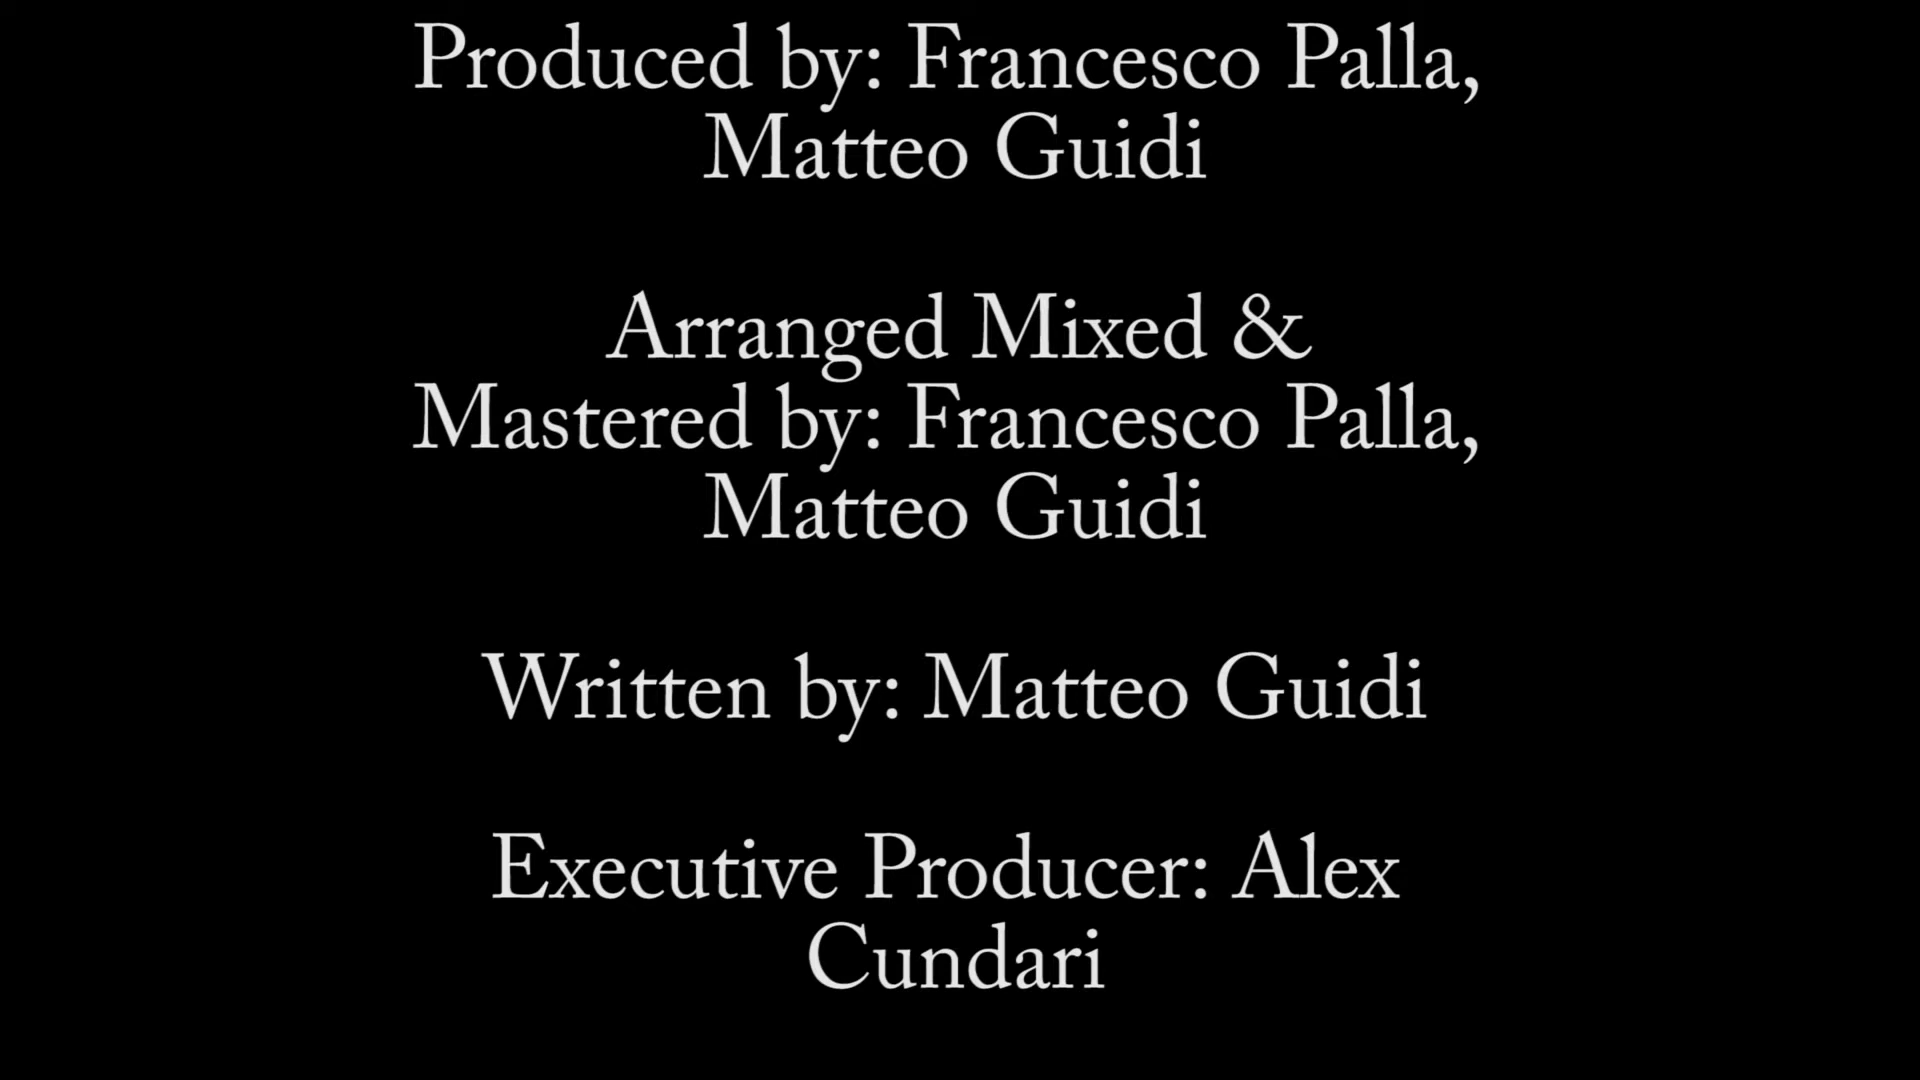 Produced by: Francesco Palla,
Matteo Guidi
Arranged Mixed &
Mastered by: Francesco Palla,
Matteo Guidi
Written by: Matteo Guidi
Executive Producer: Alex
Cundari